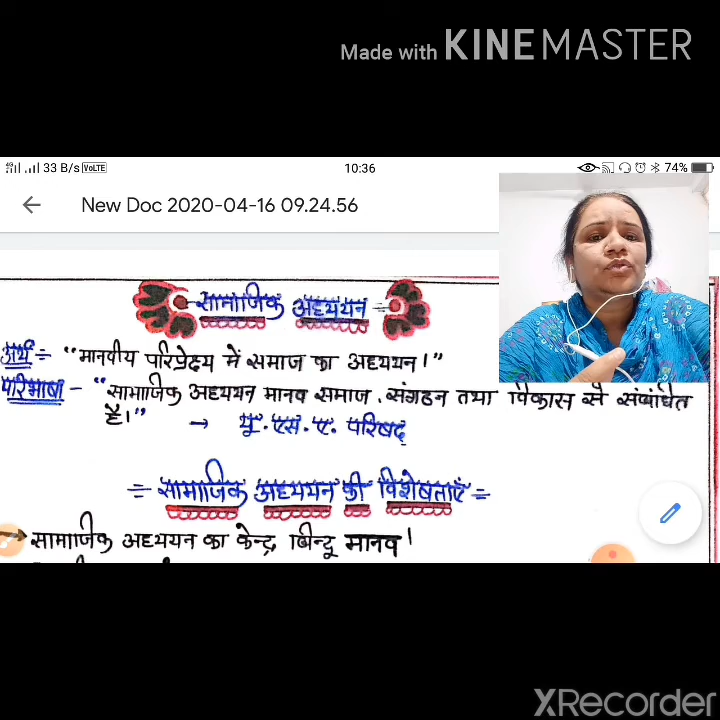 Made with KINEMASTER
33 B/s VoLTE 10:36 74%
New Doc 2020-04-16 09.24.56
सामाजिक अध्ययन
अर्थ = "मानवीय परिप्रेक्ष्य में समाज का अध्ययन।"
परिभाषा - "सामाजिक अध्ययन मानव समाज, संगठन तथा विकास से संबंधित
है।" → यू.एस.ए. परिषद्
= सामाजिक अध्ययन की विशेषताएँ =
→ सामाजिक अध्ययन का केन्द्र बिन्दू मानव।
XRecorder